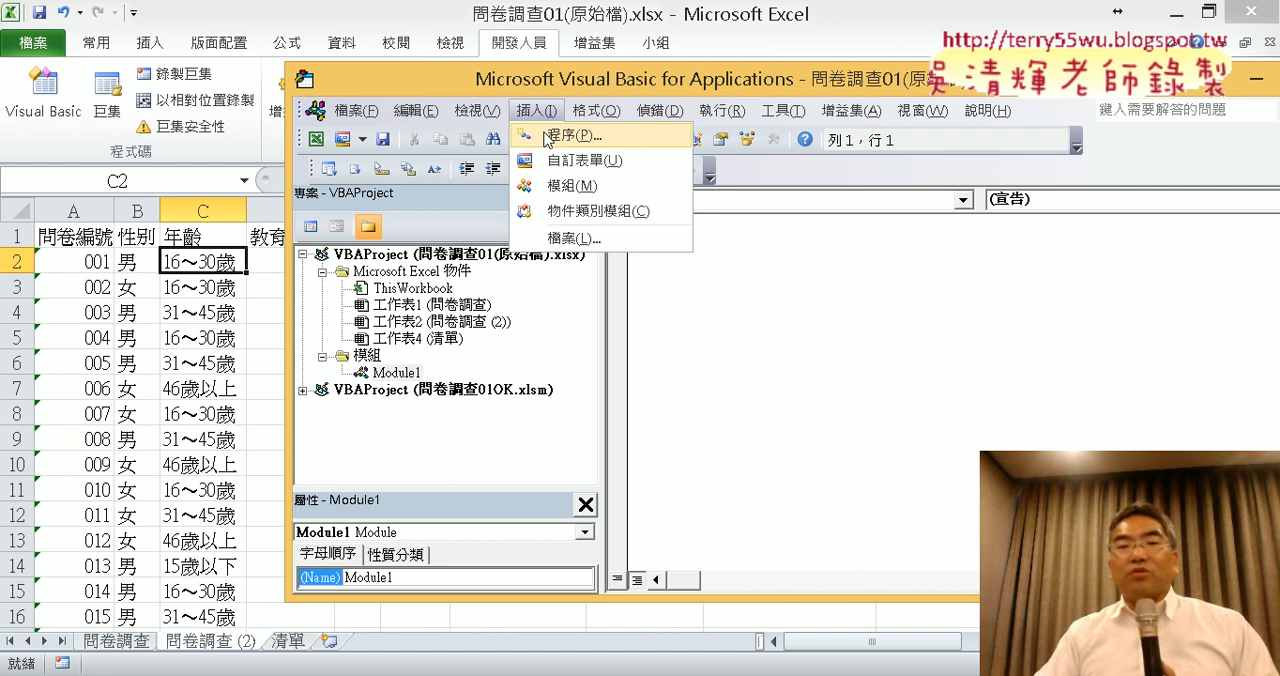 問卷調查01(原始檔).xlsx - Microsoft Excel
檔案 常用 插入 版面配置 公式 資料 校閱 檢視 開發人員 增益集 小組
http://terry55wu.blogspot.tw
吳清輝老師錄製
Visual Basic 巨集 錄製巨集
以相對位置錄製
巨集安全性
程式碼
C2
A B C
1 問卷編號 性別 年齡 教育
2 001 男 16～30歲
3 002 女 16～30歲
4 003 男 31～45歲
5 004 男 16～30歲
6 005 男 31～45歲
7 006 女 46歲以上
8 007 女 16～30歲
9 008 男 31～45歲
10 009 女 46歲以上
11 010 女 16～30歲
12 011 女 31～45歲
13 012 女 46歲以上
14 013 男 15歲以下
15 014 男 16～30歲
16 015 男 31～45歲
問卷調查 問卷調查 (2) 清單
就緒
Microsoft Visual Basic for Applications - 問卷調查01(原
檔案(F) 編輯(E) 檢視(V) 插入(I) 格式(O) 偵錯(D) 執行(R) 工具(T) 增益集(A) 視窗(W) 說明(H) 鍵入需要解答的問題
列 1，行 1
程序(P)...
自訂表單(U)
模組(M)
物件類別模組(C)
檔案(L)...
(宣告)
專案 - VBAProject
VBAProject (問卷調查01(原始檔).xlsx)
Microsoft Excel 物件
ThisWorkbook
工作表1 (問卷調查)
工作表2 (問卷調查 (2))
工作表4 (清單)
模組
Module1
VBAProject (問卷調查01OK.xlsm)
屬性 - Module1
Module1 Module
字母順序 性質分類
(Name) Module1